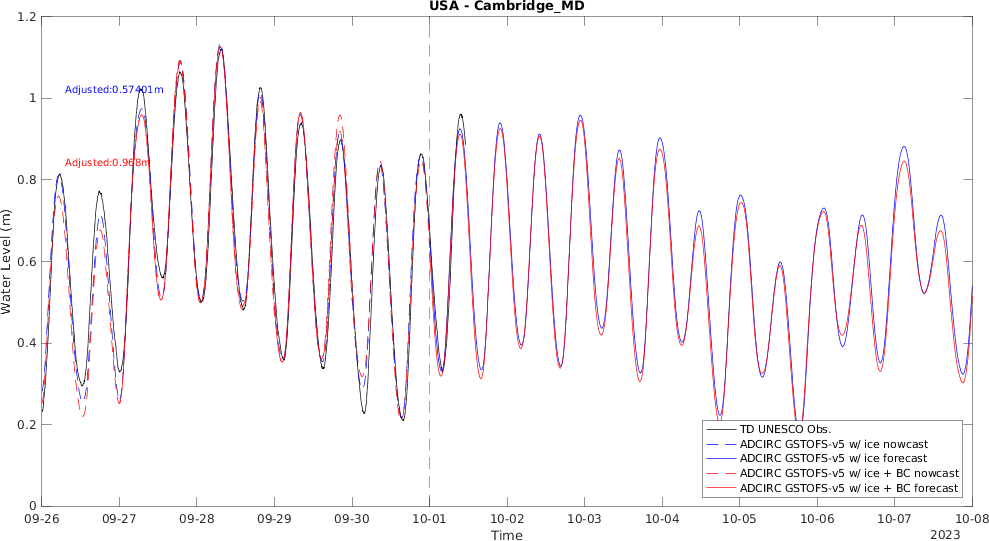 USA - Cambridge_MD
1.2
1
0.8
0.6
0.4
0.2
0
Water Level (m)
Adjusted:0.57401m
Adjusted:0.968m
TD UNESCO Obs.
ADCIRC GSTOFS-v5 w/ ice nowcast
ADCIRC GSTOFS-v5 w/ ice forecast
ADCIRC GSTOFS-v5 w/ ice + BC nowcast
ADCIRC GSTOFS-v5 w/ ice + BC forecast
09-26 09-27 09-28 09-29 09-30 10-01 10-02 10-03 10-04 10-05 10-06 10-07 10-08
Time
2023